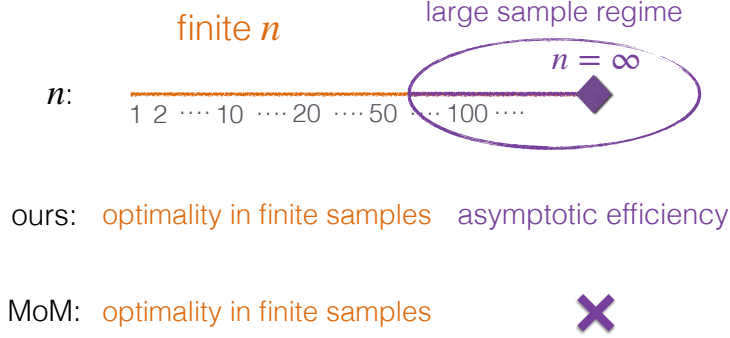 large sample regime
finite n
n = ∞
n:
1 2 ···· 10 ···· 20 ···· 50 ···· 100 ····
ours: optimality in finite samples asymptotic efficiency
MoM: optimality in finite samples